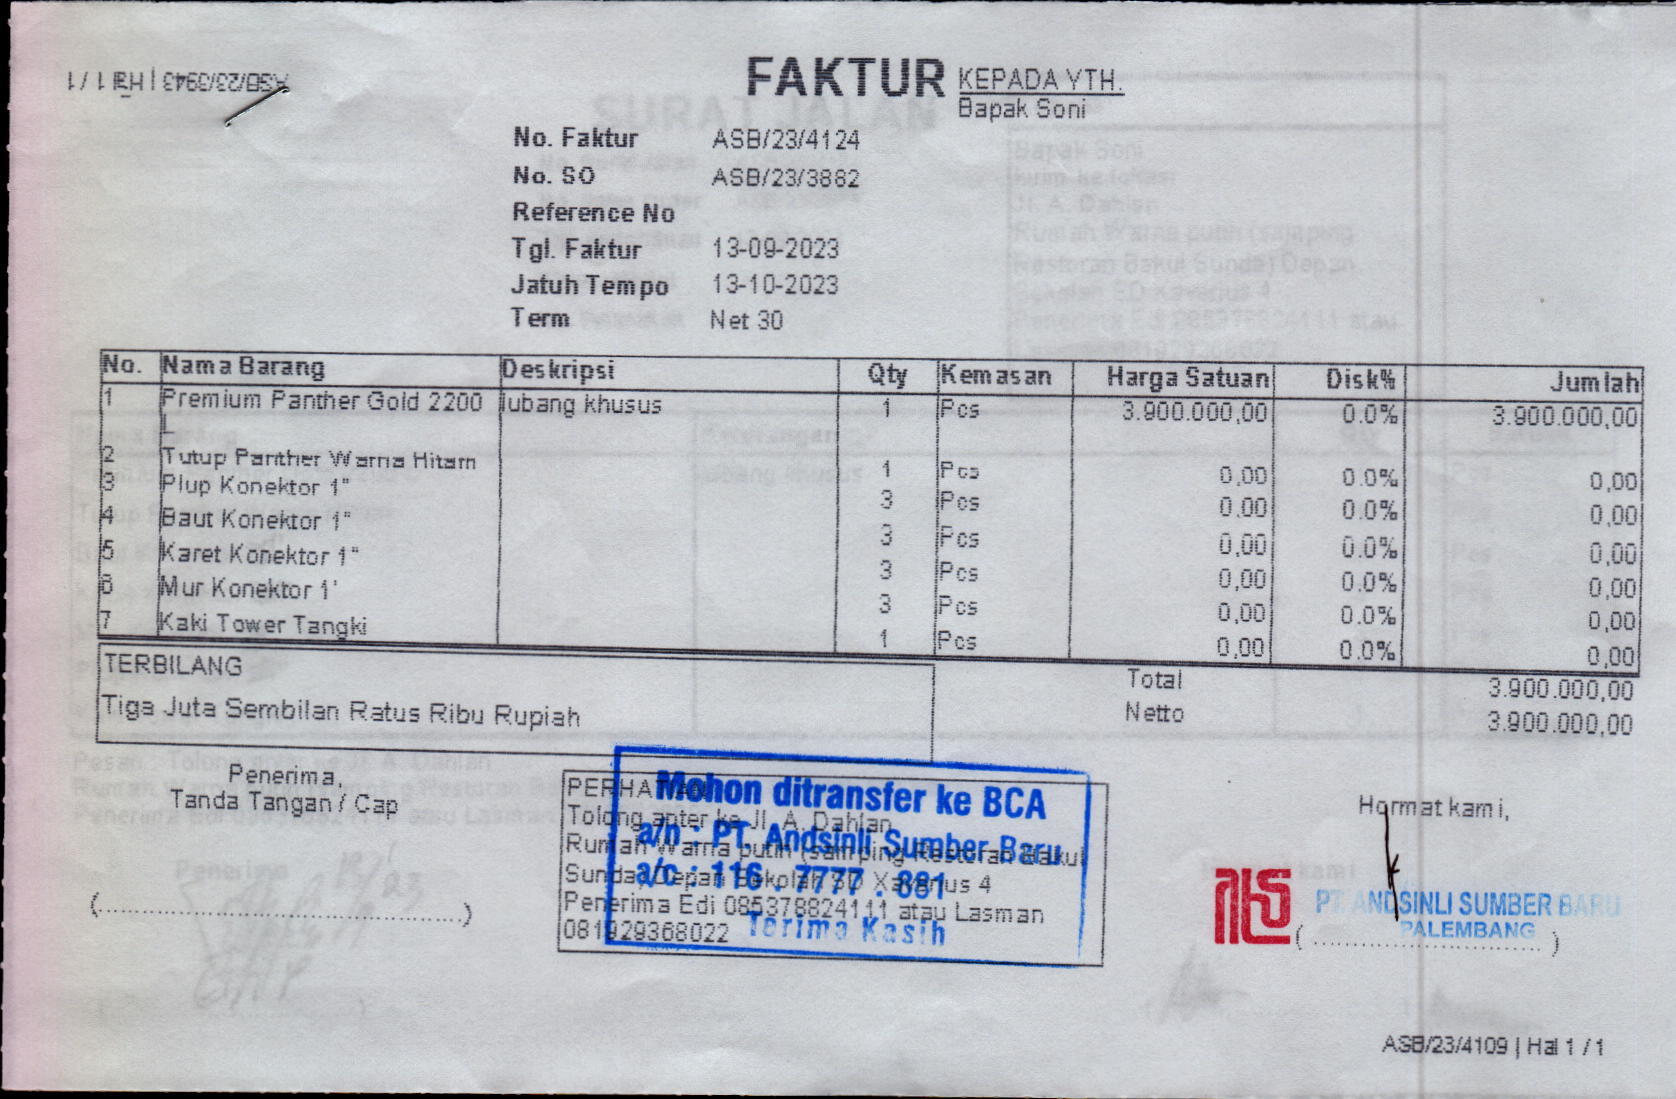 ASB/23/3943 | Hal 1 / 1
FAKTUR
KEPADA YTH.
Bapak Soni
No. Faktur ASB/23/4124
No. SO ASB/23/3882
Reference No
Tgl. Faktur 13-09-2023
Jatuh Tempo 13-10-2023
Term Net 30
No. Nama Barang Deskripsi Qty Kemasan Harga Satuan Disk% Jumlah
1 Premium Panther Gold 2200 L lubang khusus 1 Pcs 3.900.000,00 0.0% 3.900.000,00
2 Tutup Panther Warna Hitam 1 Pcs 0,00 0.0% 0,00
3 Plup Konektor 1" 3 Pcs 0,00 0.0% 0,00
4 Baut Konektor 1" 3 Pcs 0,00 0.0% 0,00
5 Karet Konektor 1" 3 Pcs 0,00 0.0% 0,00
6 Mur Konektor 1' 3 Pcs 0,00 0.0% 0,00
7 Kaki Tower Tangki 1 Pcs 0,00 0.0% 0,00
TERBILANG
Tiga Juta Sembilan Ratus Ribu Rupiah
Total 3.900.000,00
Netto 3.900.000,00
Penerima,
Tanda Tangan / Cap
(..........................................................)
PERHATIAN
Tolong anter ke Jl. A. Dahlan
Rumah Warna putih (samping Restoran Bakul
Sunda) Depan Sekolah SD Xaverius 4
Penerima Edi 085378824111 atau Lasman
081929368022
Mohon ditransfer ke BCA
a/n : PT. Andsinli Sumber Baru
a/c : 116 . 7777 . 881
Terima Kasih
Hormat kami,
PT ANDSINLI SUMBER BARU
PALEMBANG
(....................................)
ASB/23/4109 | Hal 1 / 1